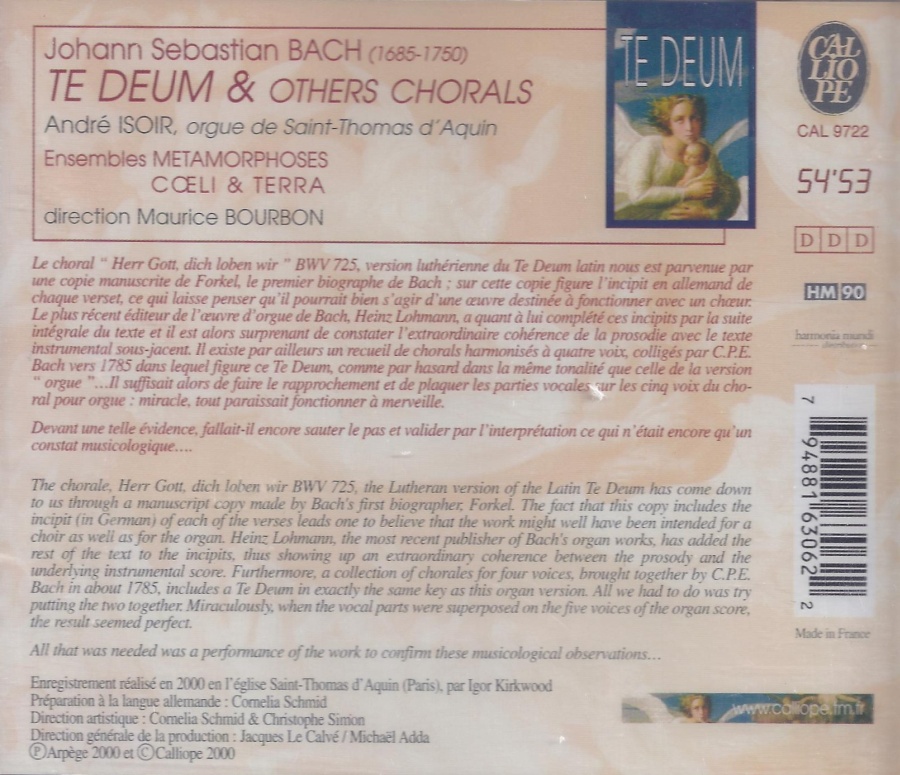 Johann Sebastian BACH (1685-1750)
TE DEUM & OTHERS CHORALS
André ISOIR, orgue de Saint-Thomas d'Aquin
Ensembles METAMORPHOSES
CŒLI & TERRA
direction Maurice BOURBON
TE DEUM
CAL
LIO
PE
CAL 9722
54'53
D D D
HM 90
harmonia mundi
distribution
Le choral " Herr Gott, dich loben wir " BWV 725, version luthérienne du Te Deum latin nous est parvenue par
une copie manuscrite de Forkel, le premier biographe de Bach ; sur cette copie figure l'incipit en allemand de
chaque verset, ce qui laisse penser qu'il pourrait bien s'agir d'une œuvre destinée à fonctionner avec un chœur.
Le plus récent éditeur de l'œuvre d'orgue de Bach, Heinz Lohmann, a quant à lui complété ces incipits par la suite
intégrale du texte et il est alors surprenant de constater l'extraordinaire cohérence de la prosodie avec le texte
instrumental sous-jacent. Il existe par ailleurs un recueil de chorals harmonisés à quatre voix, colligés par C.P.E.
Bach vers 1785 dans lequel figure ce Te Deum, comme par hasard dans la même tonalité que celle de la version
" orgue "...Il suffisait alors de faire le rapprochement et de plaquer les parties vocales sur les cinq voix du cho-
ral pour orgue : miracle, tout paraissait fonctionner à merveille.
Devant une telle évidence, fallait-il encore sauter le pas et valider par l'interprétation ce qui n'était encore qu'un
constat musicologique....
The chorale, Herr Gott, dich loben wir BWV 725, the Lutheran version of the Latin Te Deum has come down
to us through a manuscript copy made by Bach's first biographer, Forkel. The fact that this copy includes the
incipit (in German) of each of the verses leads one to believe that the work might well have been intended for a
choir as well as for the organ. Heinz Lohmann, the most recent publisher of Bach's organ works, has added the
rest of the text to the incipits, thus showing up an extraordinary coherence between the prosody and the
underlying instrumental score. Furthermore, a collection of chorales for four voices, brought together by C.P.E.
Bach in about 1785, includes a Te Deum in exactly the same key as this organ version. All we had to do was try
putting the two together. Miraculously, when the vocal parts were superposed on the five voices of the organ score,
the result seemed perfect.
All that was needed was a performance of the work to confirm these musicological observations...
7 94881 63062 2
Made in France
Enregistrement réalisé en 2000 en l'église Saint-Thomas d'Aquin (Paris), par Igor Kirkwood
Préparation à la langue allemande : Cornelia Schmid
Direction artistique : Cornelia Schmid & Christophe Simon
Direction générale de la production : Jacques Le Calvé / Michaël Adda
ⓅArpège 2000 et ©Calliope 2000
www.calliope.tm.fr